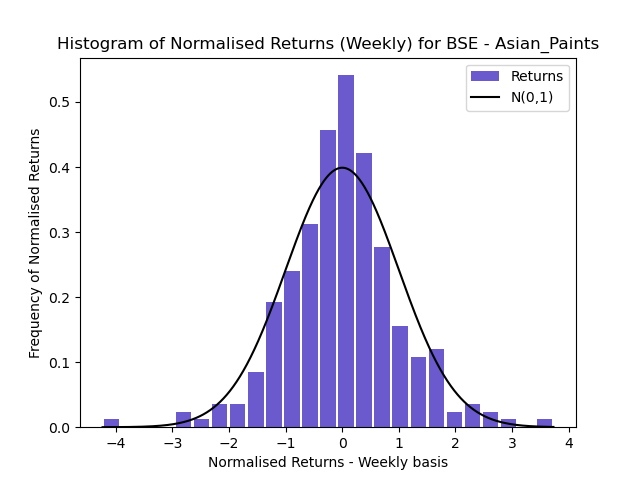 Histogram of Normalised Returns (Weekly) for BSE - Asian_Paints
Returns
N(0,1)
Frequency of Normalised Returns
0.5
0.4
0.3
0.2
0.1
0.0
−4 −3 −2 −1 0 1 2 3 4
Normalised Returns - Weekly basis